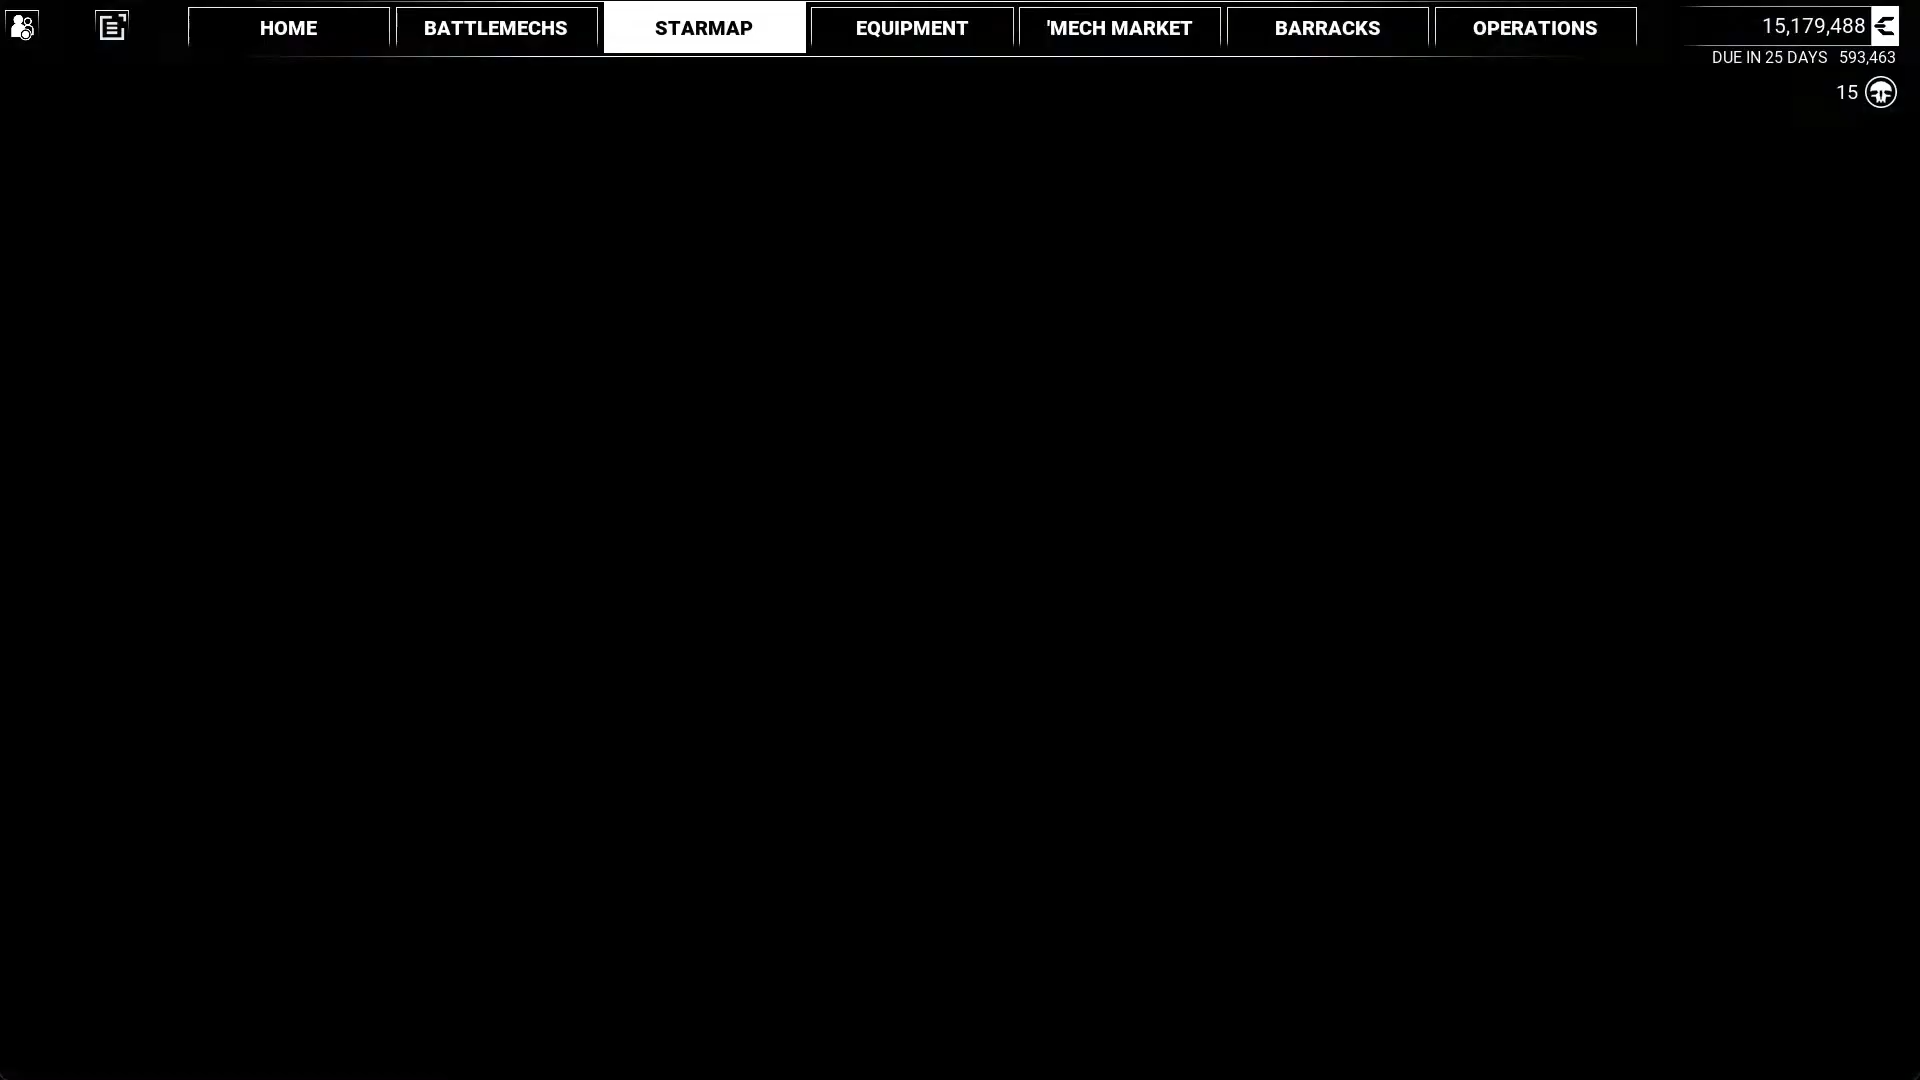 HOME
BATTLEMECHS
STARMAP
EQUIPMENT
'MECH MARKET
BARRACKS
OPERATIONS
15,179,488
DUE IN 25 DAYS 593,463
15